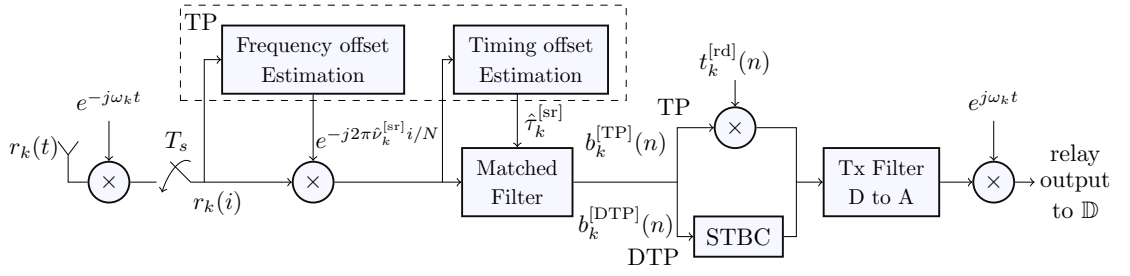 TP
Frequency offset
Estimation
Timing offset
Estimation
t_k^{[rd]}(n)
e^{-jω_k t}
e^{jω_k t}
T_s
e^{-j2π\hat{ν}_k^{[sr]} i/N}
\hat{τ}_k^{[sr]}
b_k^{[TP]}(n)
TP
×
r_k(t)
×
r_k(i)
×
Matched
Filter
Tx Filter
D to A
×
relay
output
to 𝔻
b_k^{[DTP]}(n)
STBC
DTP